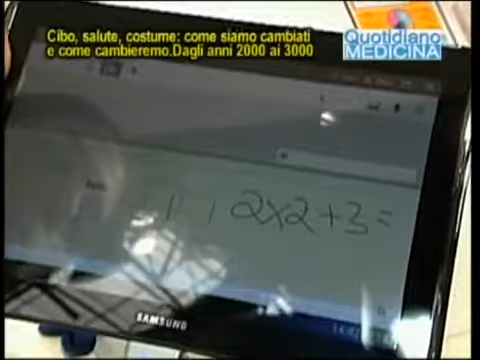 Cibo, salute, costume: come siamo cambiati
e come cambieremo.Dagli anni 2000 ai 3000
Quotidiano
MEDICINA
2x2+3=
SAMSUNG